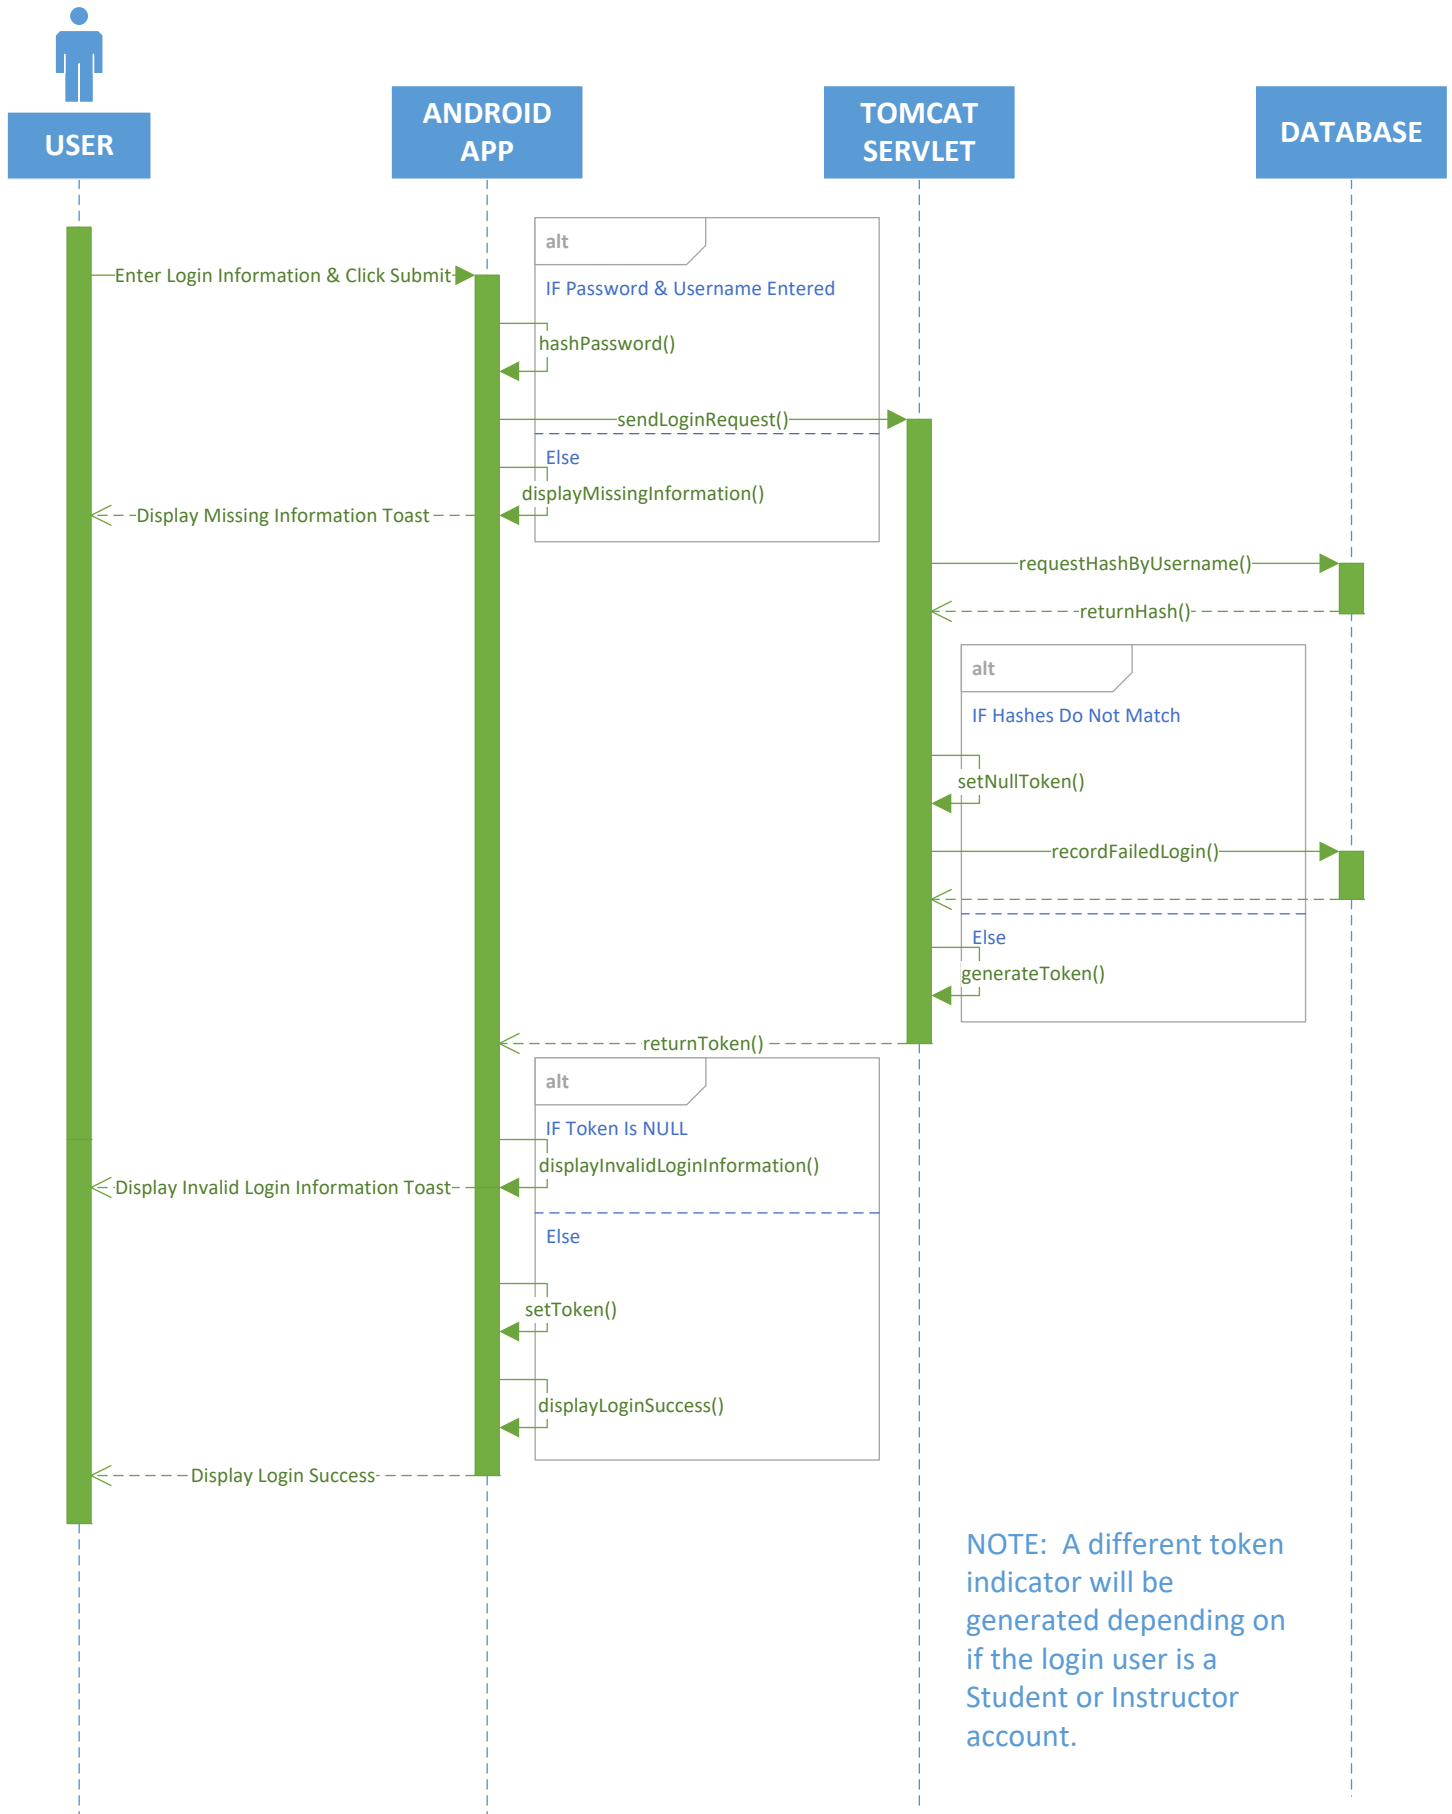 USER
ANDROID
APP
TOMCAT
SERVLET
DATABASE
alt
Enter Login Information & Click Submit
IF Password & Username Entered
hashPassword()
sendLoginRequest()
Else
displayMissingInformation()
Display Missing Information Toast
requestHashByUsername()
returnHash()
alt
IF Hashes Do Not Match
setNullToken()
recordFailedLogin()
Else
generateToken()
returnToken()
alt
IF Token Is NULL
displayInvalidLoginInformation()
Display Invalid Login Information Toast
Else
setToken()
displayLoginSuccess()
Display Login Success
NOTE:  A different token
indicator will be
generated depending on
if the login user is a
Student or Instructor
account.